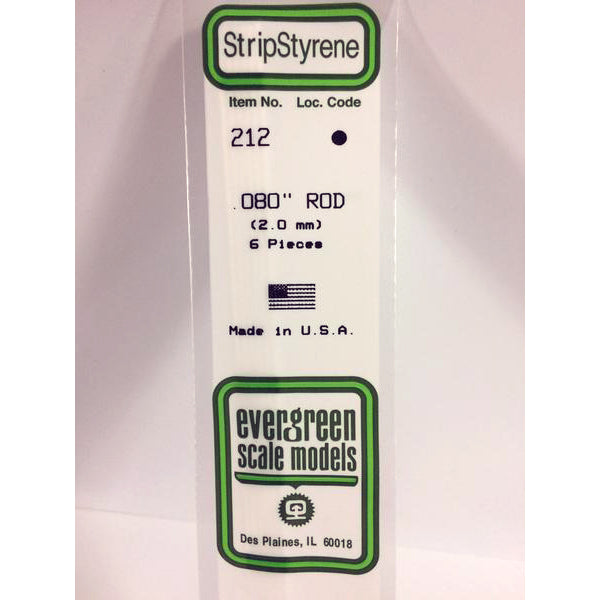 StripStyrene
Item No. Loc. Code
212
.080" ROD
(2.0 mm)
6 Pieces
Made in U.S.A.
evergreen
scale models
Des Plaines, IL 60018